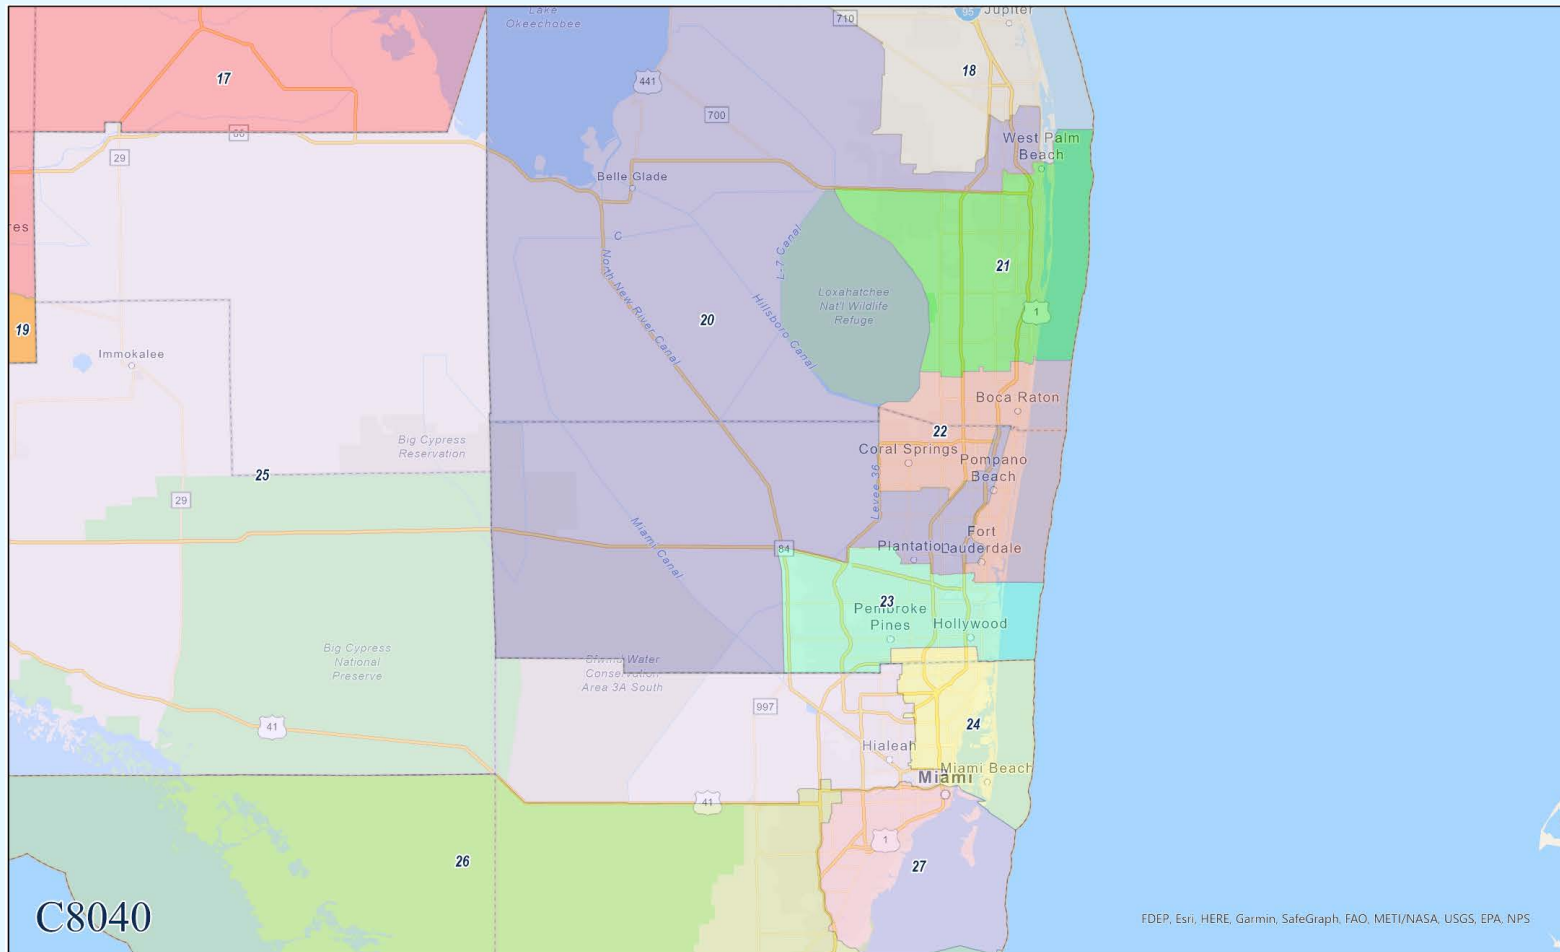 Lake
Okeechobee
710
95
Jupiter
17
18
441
700
29
80
West Palm
Beach
Belle Glade
res
C
L-7 Canal
21
Loxahatchee
Nat'l Wildlife
Refuge
North New River Canal
Hillsboro Canal
20
1
19
Immokalee
Boca Raton
22
Big Cypress
Reservation
Coral Springs
Pompano
Beach
25
Levee 36
29
Miami Canal
Fort
Lauderdale
Plantation
84
23
Pembroke
Pines
Hollywood
Big Cypress
National
Preserve
Water
Conservation
Area 3A South
997
41
24
Hialeah
Miami Beach
Miami
41
1
26
27
C8040
FDEP, Esri, HERE, Garmin, SafeGraph, FAO, METI/NASA, USGS, EPA, NPS